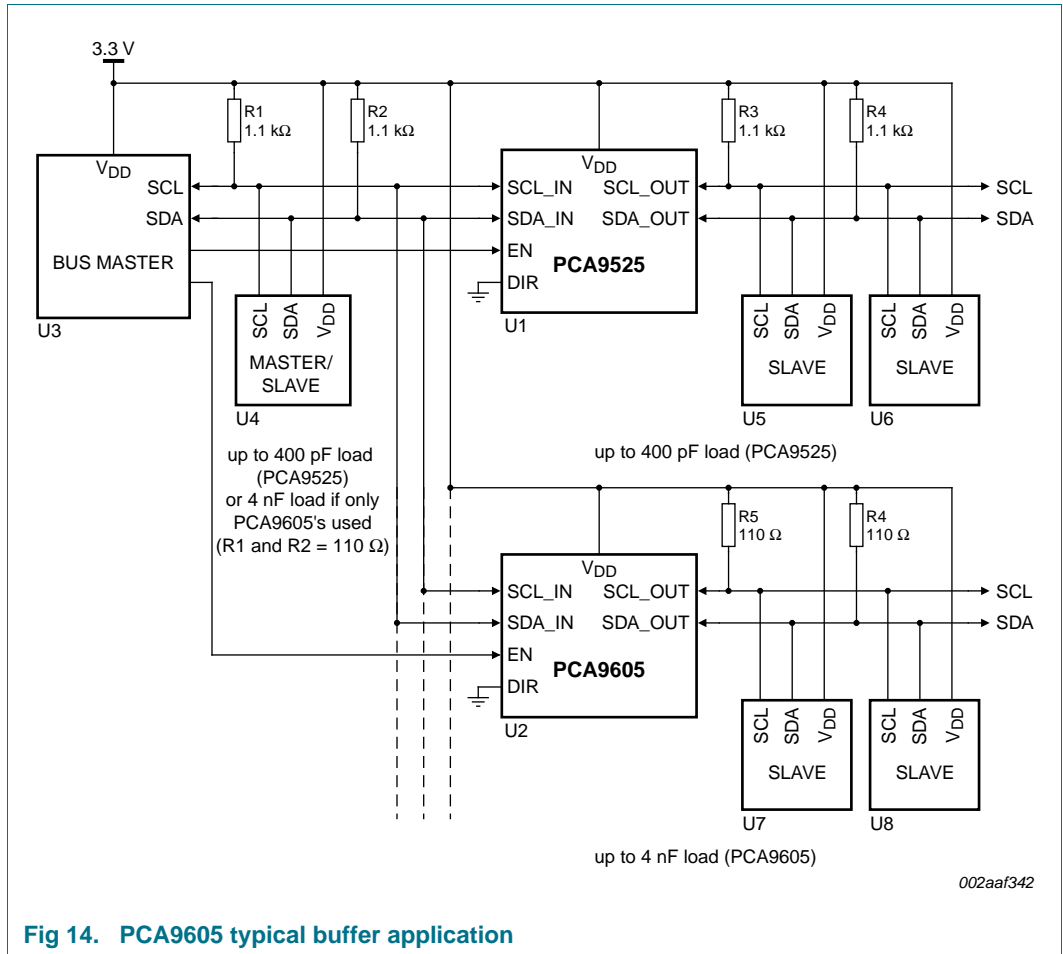 3.3 V
R1
1.1 kΩ
R2
1.1 kΩ
R3
1.1 kΩ
R4
1.1 kΩ
VDD
SCL
SDA
BUS MASTER
U3
VDD
SCL_IN SCL_OUT
SDA_IN SDA_OUT
EN
PCA9525
DIR
U1
SCL
SDA
SCL
SDA
VDD
MASTER/
SLAVE
U4
SCL
SDA
VDD
SLAVE
U5
SCL
SDA
VDD
SLAVE
U6
up to 400 pF load
(PCA9525)
or 4 nF load if only
PCA9605's used
(R1 and R2 = 110 Ω)
up to 400 pF load (PCA9525)
R5
110 Ω
R4
110 Ω
VDD
SCL_IN SCL_OUT
SDA_IN SDA_OUT
EN
PCA9605
DIR
U2
SCL
SDA
SCL
SDA
VDD
SLAVE
U7
SCL
SDA
VDD
SLAVE
U8
up to 4 nF load (PCA9605)
002aaf342
Fig 14. PCA9605 typical buffer application